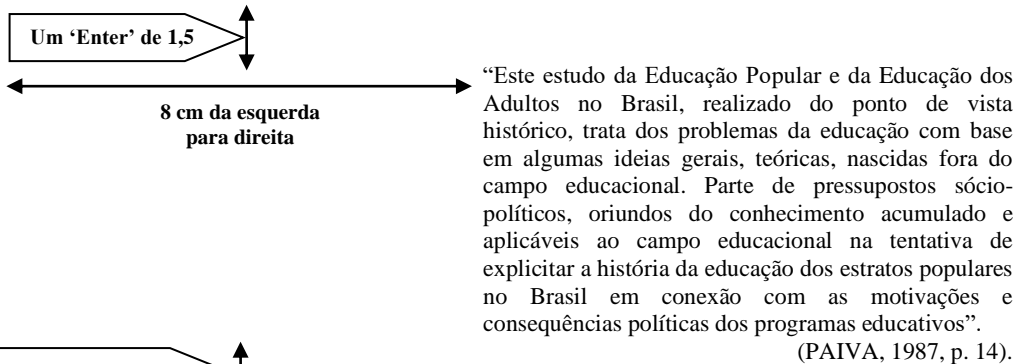 Um ‘Enter’ de 1,5
8 cm da esquerda
para direita
“Este estudo da Educação Popular e da Educação dos
Adultos no Brasil, realizado do ponto de vista
histórico, trata dos problemas da educação com base
em algumas ideias gerais, teóricas, nascidas fora do
campo educacional. Parte de pressupostos sócio-
políticos, oriundos do conhecimento acumulado e
aplicáveis ao campo educacional na tentativa de
explicitar a história da educação dos estratos populares
no Brasil em conexão com as motivações e
consequências políticas dos programas educativos”.
(PAIVA, 1987, p. 14).